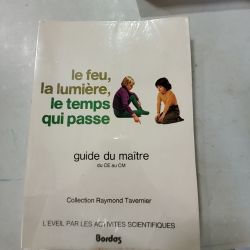 le feu,
la lumière,
le temps
qui passe
guide du maître
du CE au CM
Collection Raymond Tavernier
L'EVEIL PAR LES ACTIVITES SCIENTIFIQUES
Bordas